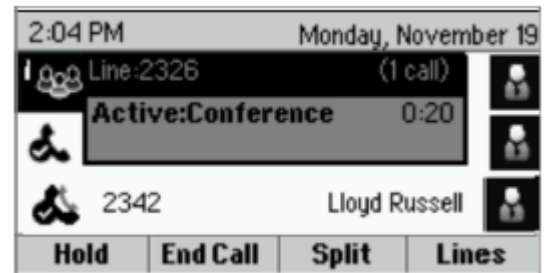 2:04 PM Monday, November 19
Line:2326 (1 call)
Active:Conference 0:20
2342 Lloyd Russell
Hold End Call Split Lines